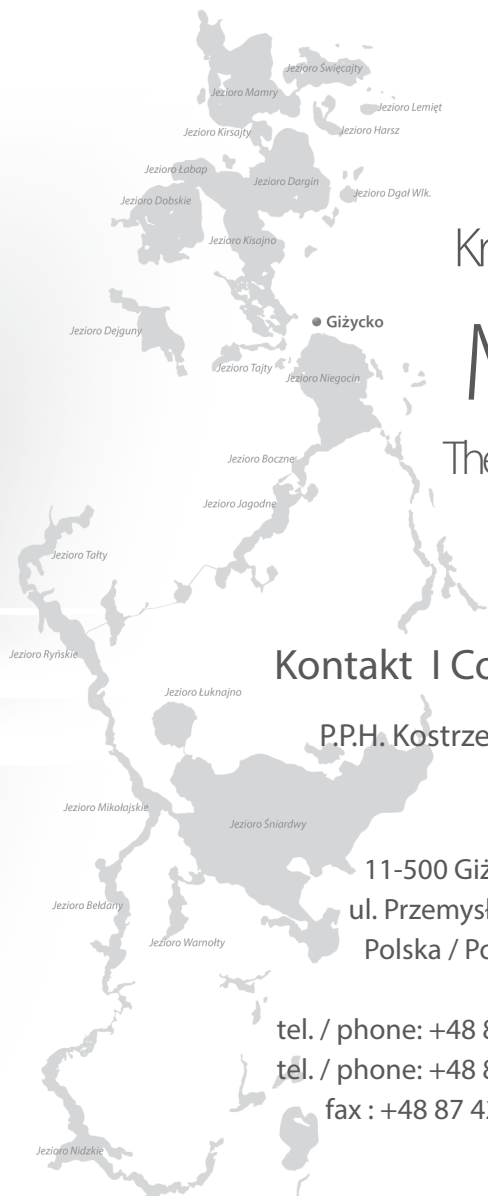 Jezioro Święcajty
Jezioro Mamry
Jezioro Lemięt
Jezioro Kirsajty
Jezioro Harsz
Jezioro Łabap
Jezioro Dargin
Jezioro Dobskie
Jezioro Dgał Wlk.
Jezioro Kisajno
Giżycko
Jezioro Dejguny
Jezioro Tajty
Jezioro Niegocin
The
Jezioro Boczne
Jezioro Jagodne
Jezioro Tałty
Jezioro Ryńskie
Kontakt I Co
Jezioro Łuknajno
P.P.H. Kostrze
Jezioro Mikołajskie
Jezioro Śniardwy
11-500 Giż
Jezioro Bełdany
ul. Przemysł
Jezioro Warnołty
Polska / Po
tel. / phone: +48 8
tel. / phone: +48 8
fax : +48 87 42
Jezioro Nidzkie